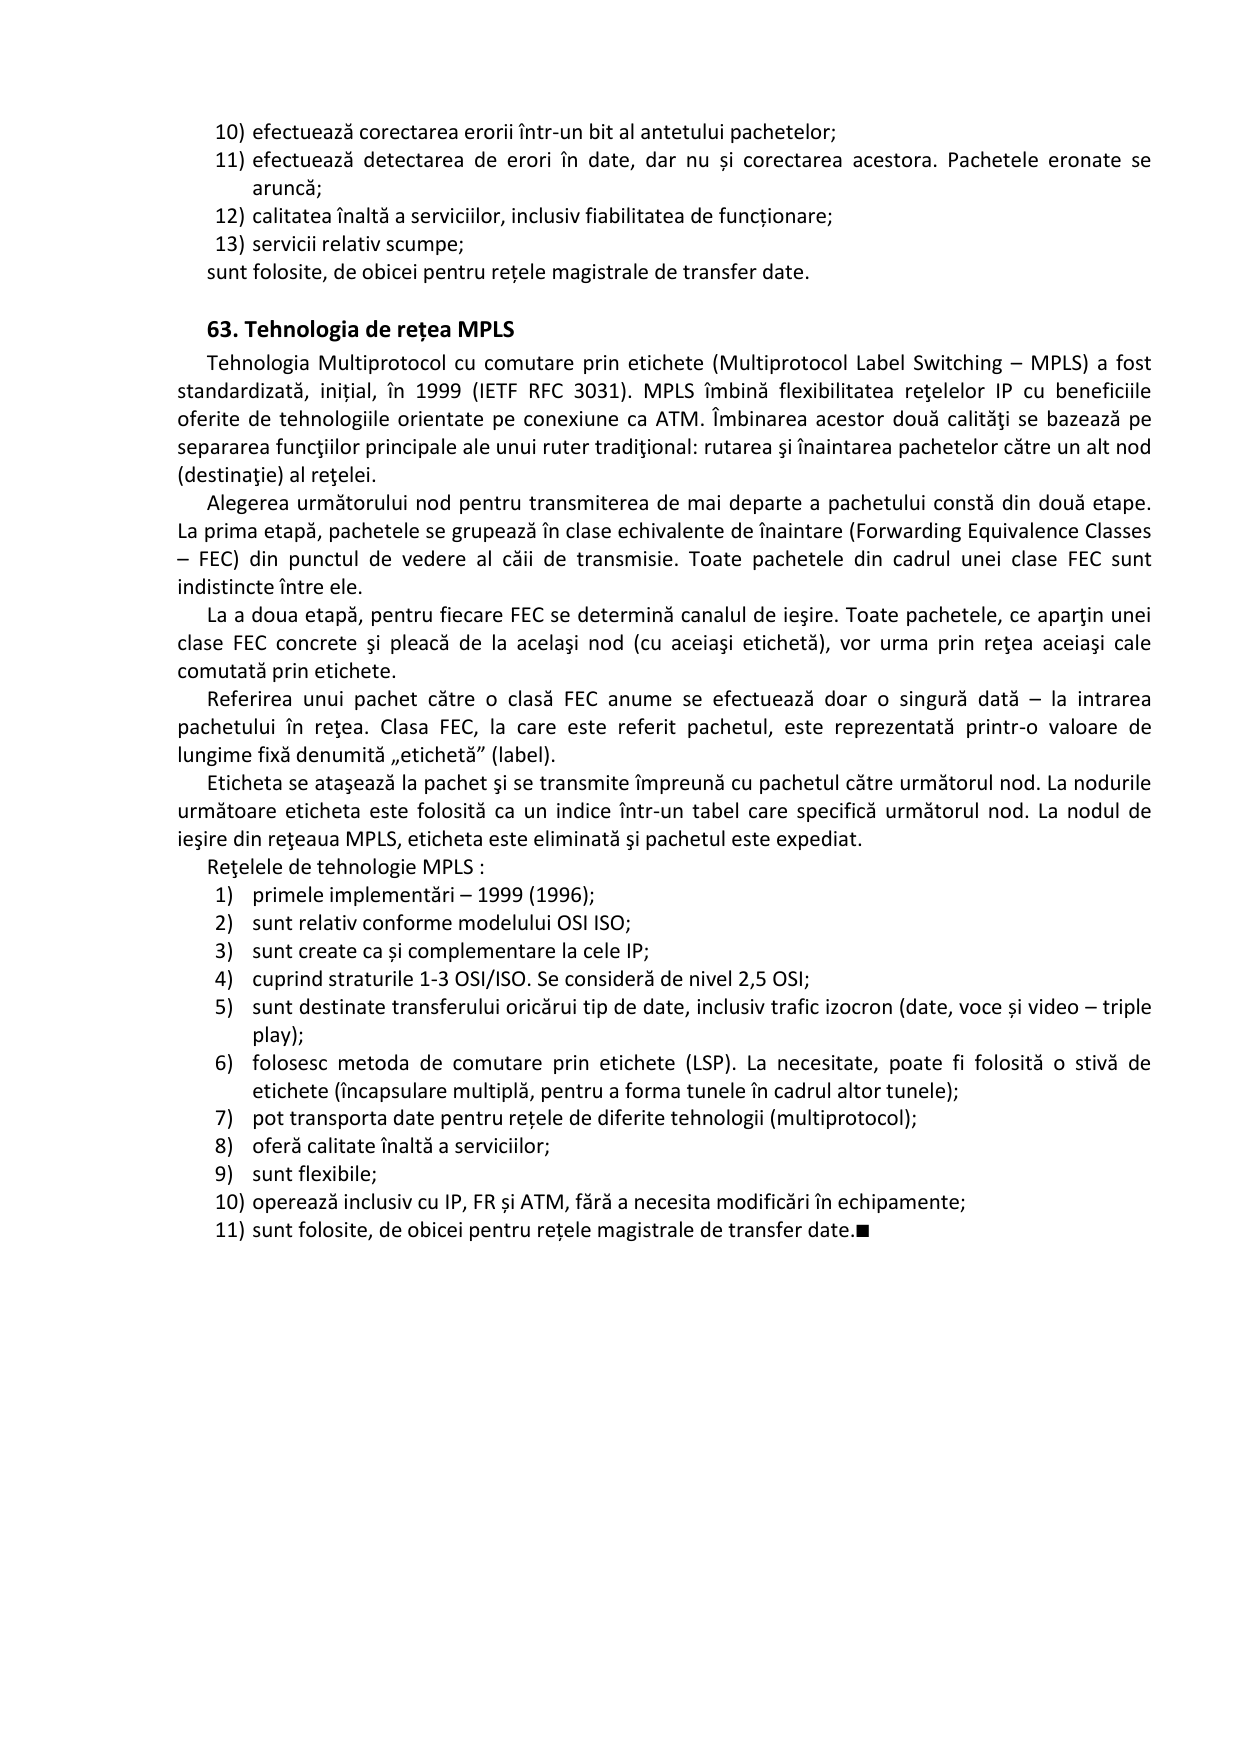 10) efectuează corectarea erorii într-un bit al antetului pachetelor;
11) efectuează detectarea de erori în date, dar nu și corectarea acestora. Pachetele eronate se
aruncă;
12) calitatea înaltă a serviciilor, inclusiv fiabilitatea de funcționare;
13) servicii relativ scumpe;
sunt folosite, de obicei pentru rețele magistrale de transfer date.
63. Tehnologia de rețea MPLS
Tehnologia Multiprotocol cu comutare prin etichete (Multiprotocol Label Switching – MPLS) a fost
standardizată, inițial, în 1999 (IETF RFC 3031). MPLS îmbină flexibilitatea reţelelor IP cu beneficiile
oferite de tehnologiile orientate pe conexiune ca ATM. Îmbinarea acestor două calităţi se bazează pe
separarea funcţiilor principale ale unui ruter tradiţional: rutarea şi înaintarea pachetelor către un alt nod
(destinaţie) al reţelei.
Alegerea următorului nod pentru transmiterea de mai departe a pachetului constă din două etape.
La prima etapă, pachetele se grupează în clase echivalente de înaintare (Forwarding Equivalence Classes
– FEC) din punctul de vedere al căii de transmisie. Toate pachetele din cadrul unei clase FEC sunt
indistincte între ele.
La a doua etapă, pentru fiecare FEC se determină canalul de ieşire. Toate pachetele, ce aparţin unei
clase FEC concrete şi pleacă de la acelaşi nod (cu aceiaşi etichetă), vor urma prin reţea aceiaşi cale
comutată prin etichete.
Referirea unui pachet către o clasă FEC anume se efectuează doar o singură dată – la intrarea
pachetului în reţea. Clasa FEC, la care este referit pachetul, este reprezentată printr-o valoare de
lungime fixă denumită „etichetă” (label).
Eticheta se ataşează la pachet şi se transmite împreună cu pachetul către următorul nod. La nodurile
următoare eticheta este folosită ca un indice într-un tabel care specifică următorul nod. La nodul de
ieşire din reţeaua MPLS, eticheta este eliminată şi pachetul este expediat.
Reţelele de tehnologie MPLS :
1) primele implementări – 1999 (1996);
2) sunt relativ conforme modelului OSI ISO;
3) sunt create ca și complementare la cele IP;
4) cuprind straturile 1-3 OSI/ISO. Se consideră de nivel 2,5 OSI;
5) sunt destinate transferului oricărui tip de date, inclusiv trafic izocron (date, voce și video – triple
play);
6) folosesc metoda de comutare prin etichete (LSP). La necesitate, poate fi folosită o stivă de
etichete (încapsulare multiplă, pentru a forma tunele în cadrul altor tunele);
7) pot transporta date pentru rețele de diferite tehnologii (multiprotocol);
8) oferă calitate înaltă a serviciilor;
9) sunt flexibile;
10) operează inclusiv cu IP, FR și ATM, fără a necesita modificări în echipamente;
11) sunt folosite, de obicei pentru rețele magistrale de transfer date.■